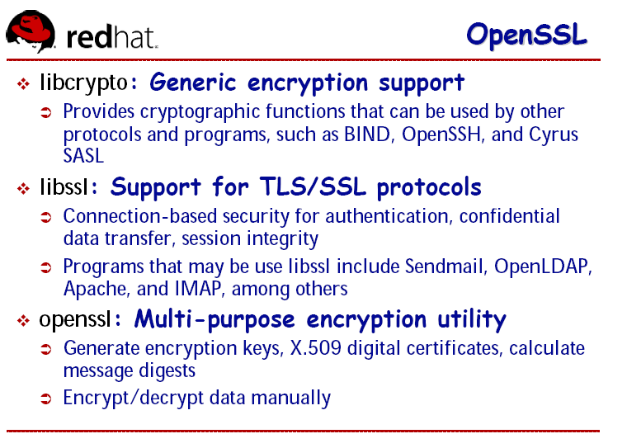 redhat.
OpenSSL
libcrypto: Generic encryption support
Provides cryptographic functions that can be used by other
protocols and programs, such as BIND, OpenSSH, and Cyrus
SASL
libssl: Support for TLS/SSL protocols
Connection-based security for authentication, confidential
data transfer, session integrity
Programs that may be use libssl include Sendmail, OpenLDAP,
Apache, and IMAP, among others
openssl: Multi-purpose encryption utility
Generate encryption keys, X.509 digital certificates, calculate
message digests
Encrypt/decrypt data manually